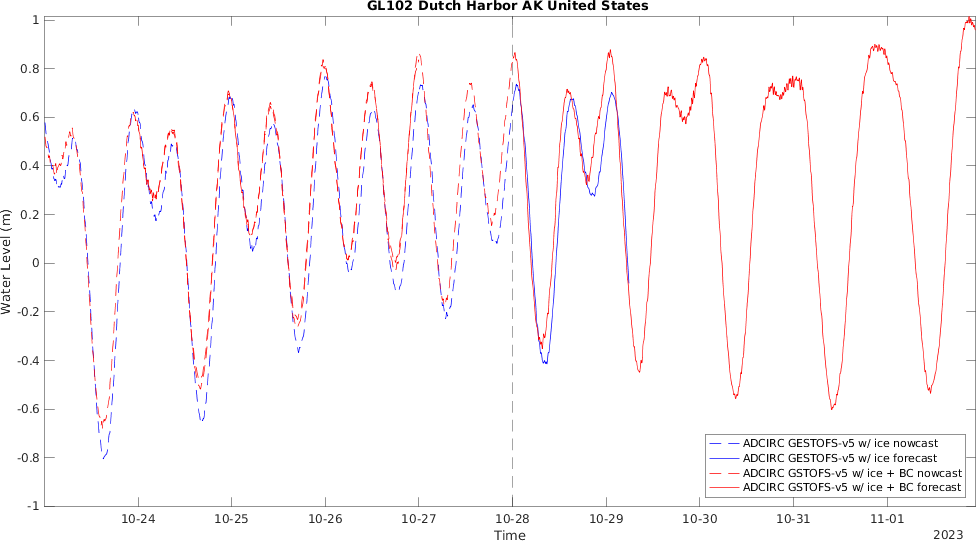 GL102 Dutch Harbor AK United States
Water Level (m)
1
0.8
0.6
0.4
0.2
0
-0.2
-0.4
-0.6
-0.8
-1
ADCIRC GESTOFS-v5 w/ ice nowcast
ADCIRC GESTOFS-v5 w/ ice forecast
ADCIRC GSTOFS-v5 w/ ice + BC nowcast
ADCIRC GSTOFS-v5 w/ ice + BC forecast
10-24 10-25 10-26 10-27 10-28 10-29 10-30 10-31 11-01
Time
2023